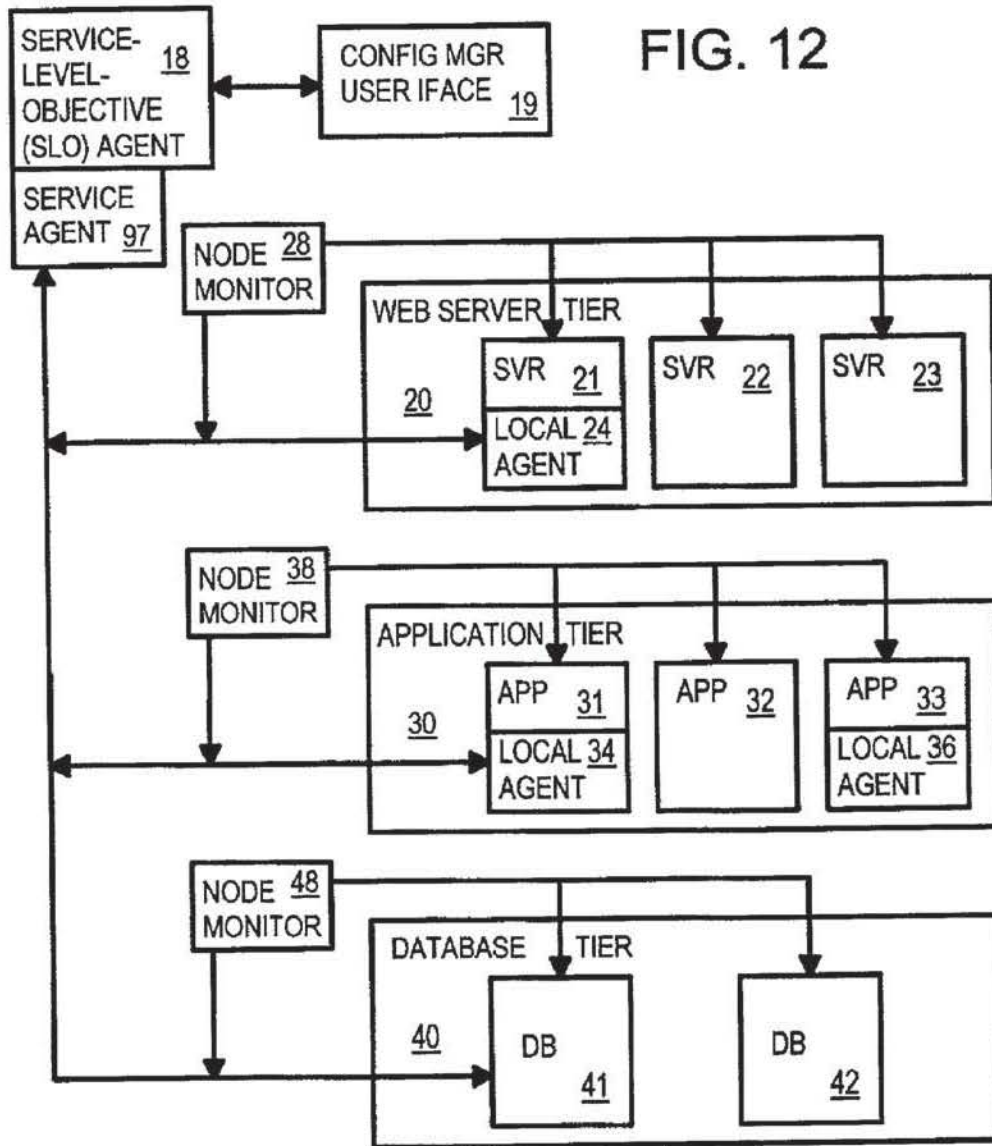 FIG. 12
SERVICE-
LEVEL-
OBJECTIVE
(SLO) AGENT
18
CONFIG MGR
USER IFACE
19
SERVICE
AGENT 97
NODE 28
MONITOR
WEB SERVER TIER
20
SVR 21
LOCAL 24
AGENT
SVR 22
SVR 23
NODE 38
MONITOR
APPLICATION TIER
30
APP 31
LOCAL 34
AGENT
APP 32
APP 33
LOCAL 36
AGENT
NODE 48
MONITOR
DATABASE TIER
40
DB
41
DB
42